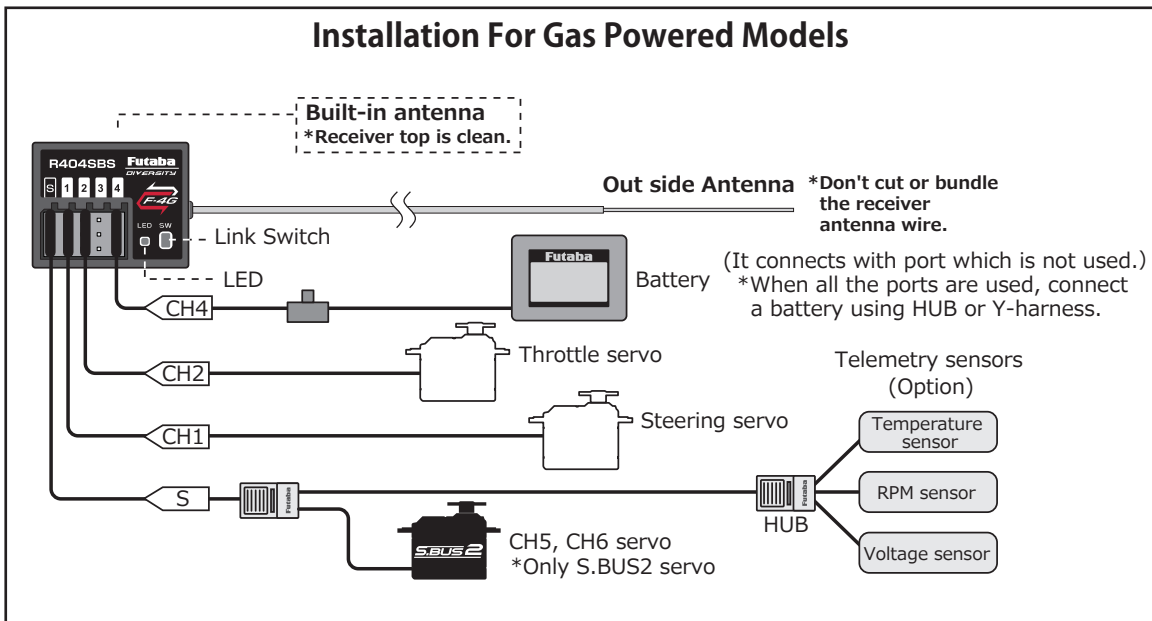 Installation For Gas Powered Models
Built-in antenna
*Receiver top is clean.
R404SBS Futaba
DIVERSITY
S 1 2 3 4
F-4G
LED SW
Out side Antenna
*Don't cut or bundle
the receiver
antenna wire.
Link Switch
LED
Futaba
Battery
(It connects with port which is not used.)
*When all the ports are used, connect
a battery using HUB or Y-harness.
CH4
CH2
Throttle servo
Telemetry sensors
(Option)
CH1
Steering servo
Temperature
sensor
S
Futaba
Futaba
HUB
RPM sensor
S.BUS2
CH5, CH6 servo
*Only S.BUS2 servo
Voltage sensor